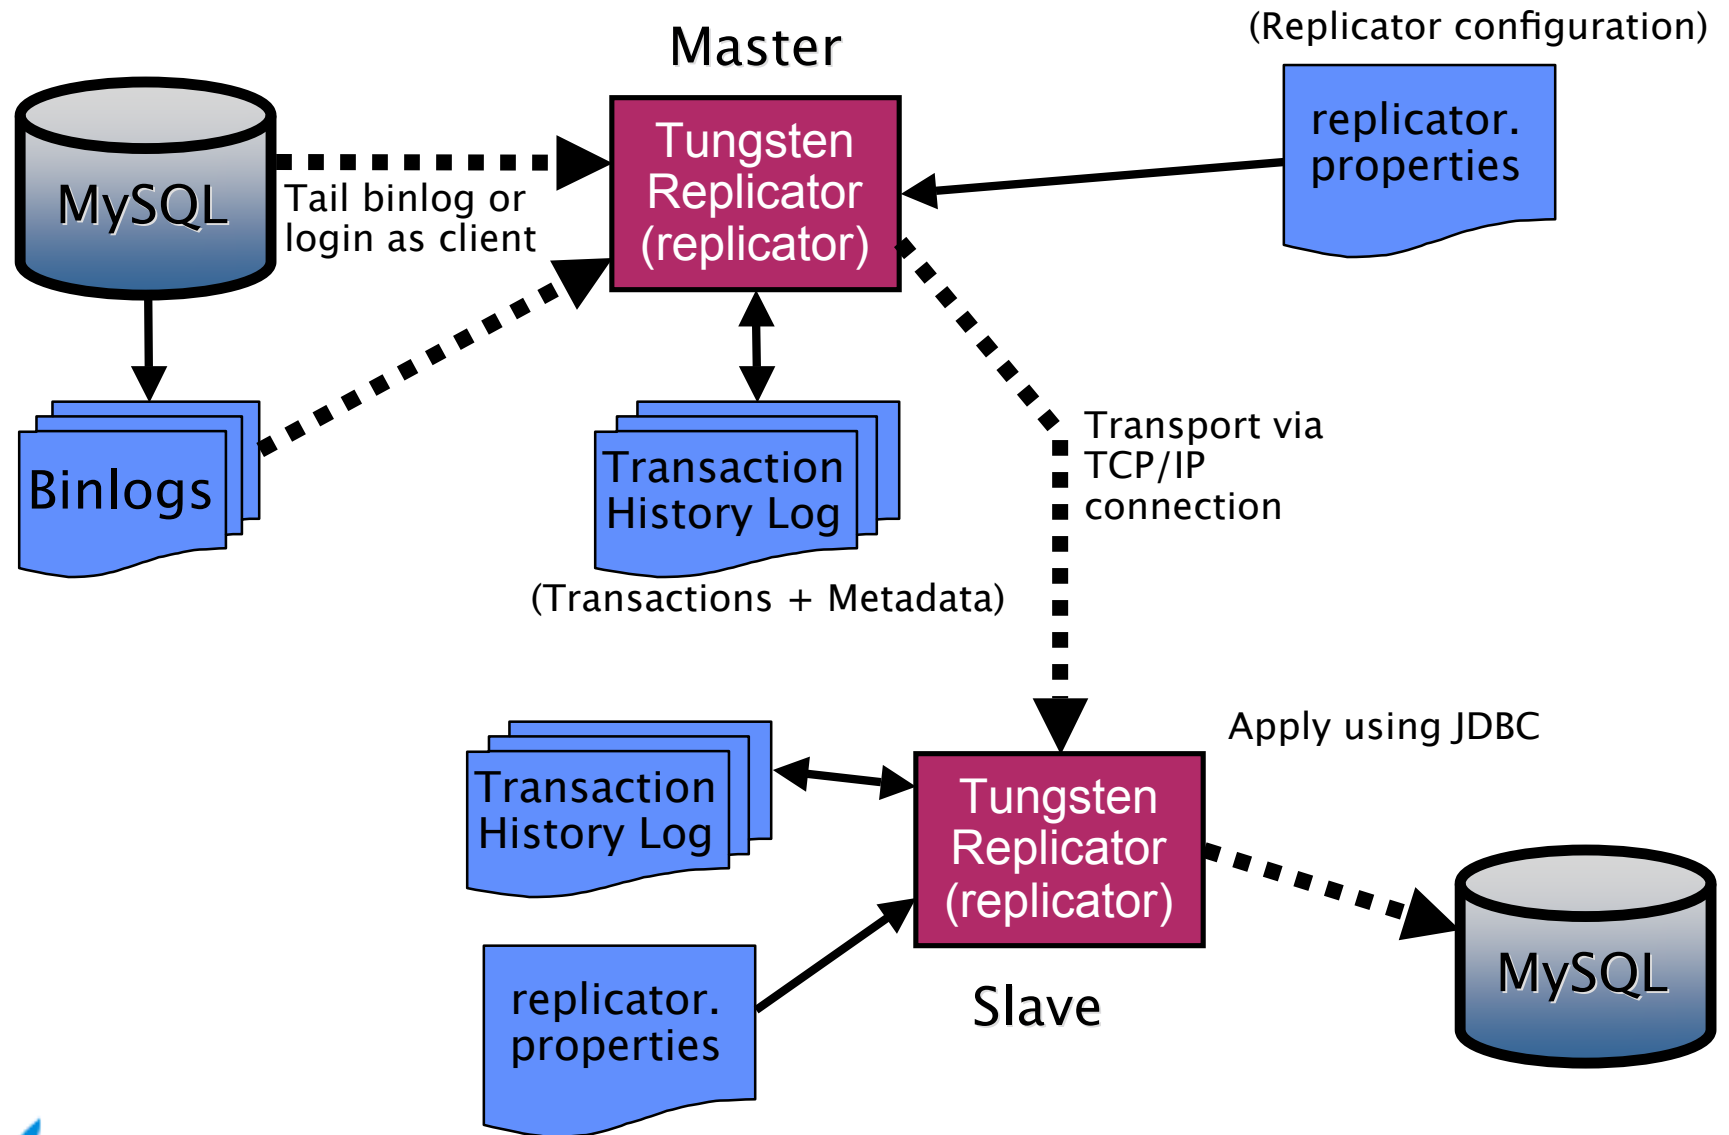 (Replicator configuration)
Master
replicator.
properties
Tungsten
Replicator
(replicator)
MySQL
Tail binlog or
login as client
Binlogs
Transaction
History Log
(Transactions + Metadata)
Transport via
TCP/IP
connection
Apply using JDBC
Transaction
History Log
Tungsten
Replicator
(replicator)
replicator.
properties
Slave
MySQL